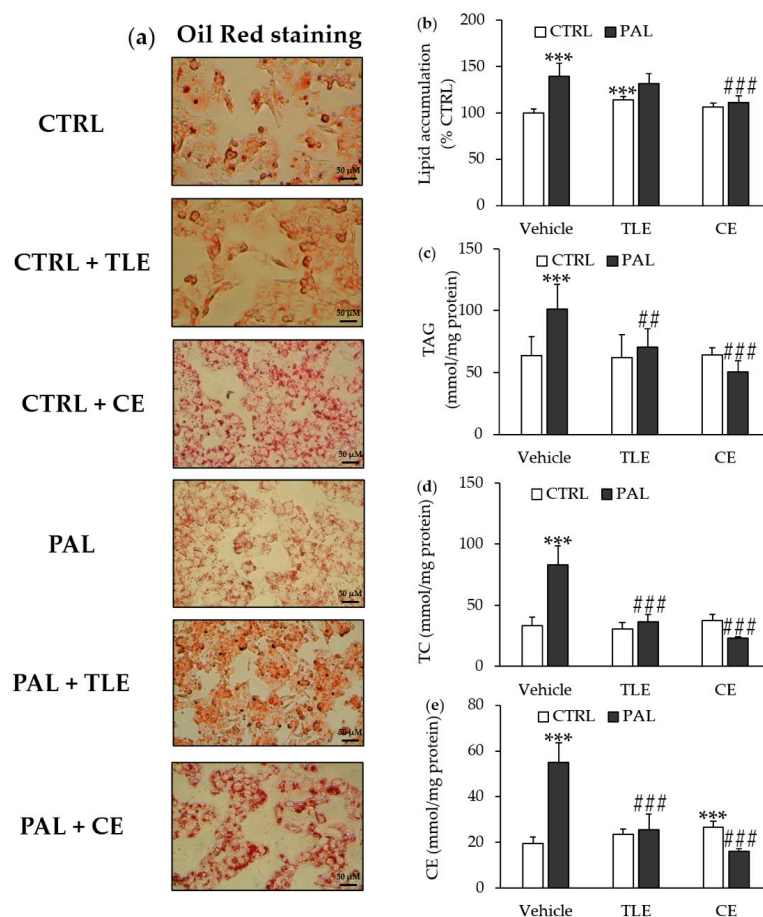 (a) Oil Red staining
CTRL
50 µM
CTRL + TLE
50 µM
CTRL + CE
50 µM
PAL
50 µM
PAL + TLE
50 µM
PAL + CE
50 µM
(b)
CTRL PAL
Lipid accumulation
(% CTRL)
200
150
100
50
0
***
***
###
Vehicle TLE CE
(c)
CTRL PAL
TAG
(mmol/mg protein)
150
100
50
0
***
##
###
Vehicle TLE CE
(d)
CTRL PAL
TC (mmol/mg protein)
150
100
50
0
***
###
###
Vehicle TLE CE
(e)
CTRL PAL
CE (mmol/mg protein)
80
60
40
20
0
***
###
***
###
Vehicle TLE CE